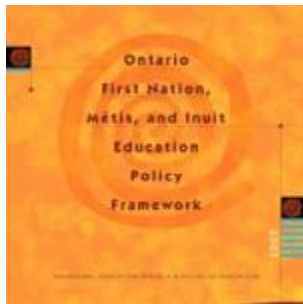 Ontario
First Nation,
Métis, and Inuit
Education
Policy
Framework